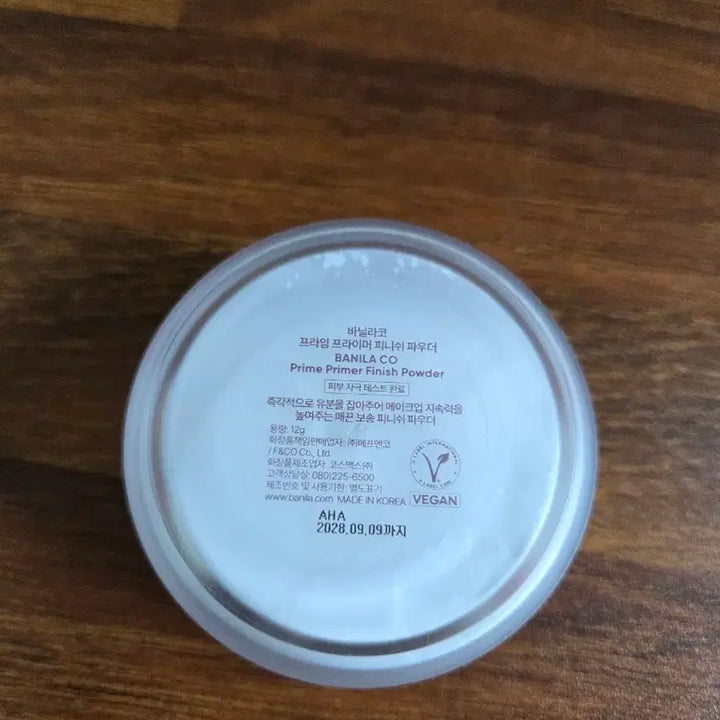 바닐라코
프라임 프라이머 피니쉬 파우더
BANILA CO
Prime Primer Finish Powder
피부 자극 테스트 완료
즉각적으로 유분을 잡아주어 메이크업 지속력을
높여주는 매끈 보송 피니쉬 파우더
용량: 12g
화장품책임판매업자: ㈜에프앤코
/ F&CO Co., Ltd.
화장품제조업자: 코스맥스㈜
고객상담실: 080)225-6500
제조번호 및 사용기한: 별도표기
www.banila.com MADE IN KOREA
V-LABEL INTERNATIONAL
V-LABEL.COM
VEGAN
AHA
2028.09.09까지